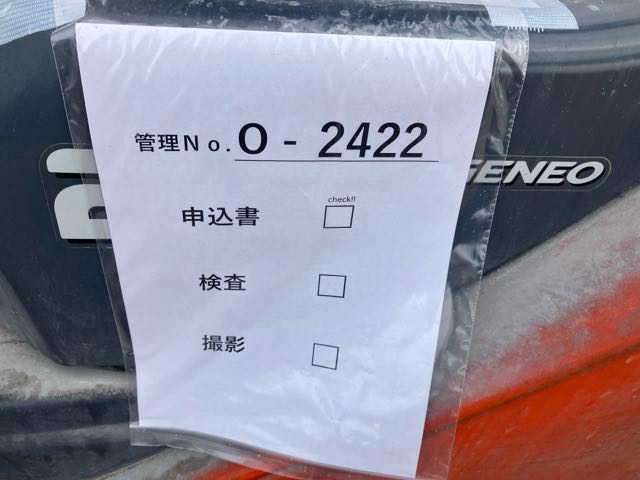 管理No. O - 2422
check!!
申込書 □
検査 □
撮影 □
GENEO